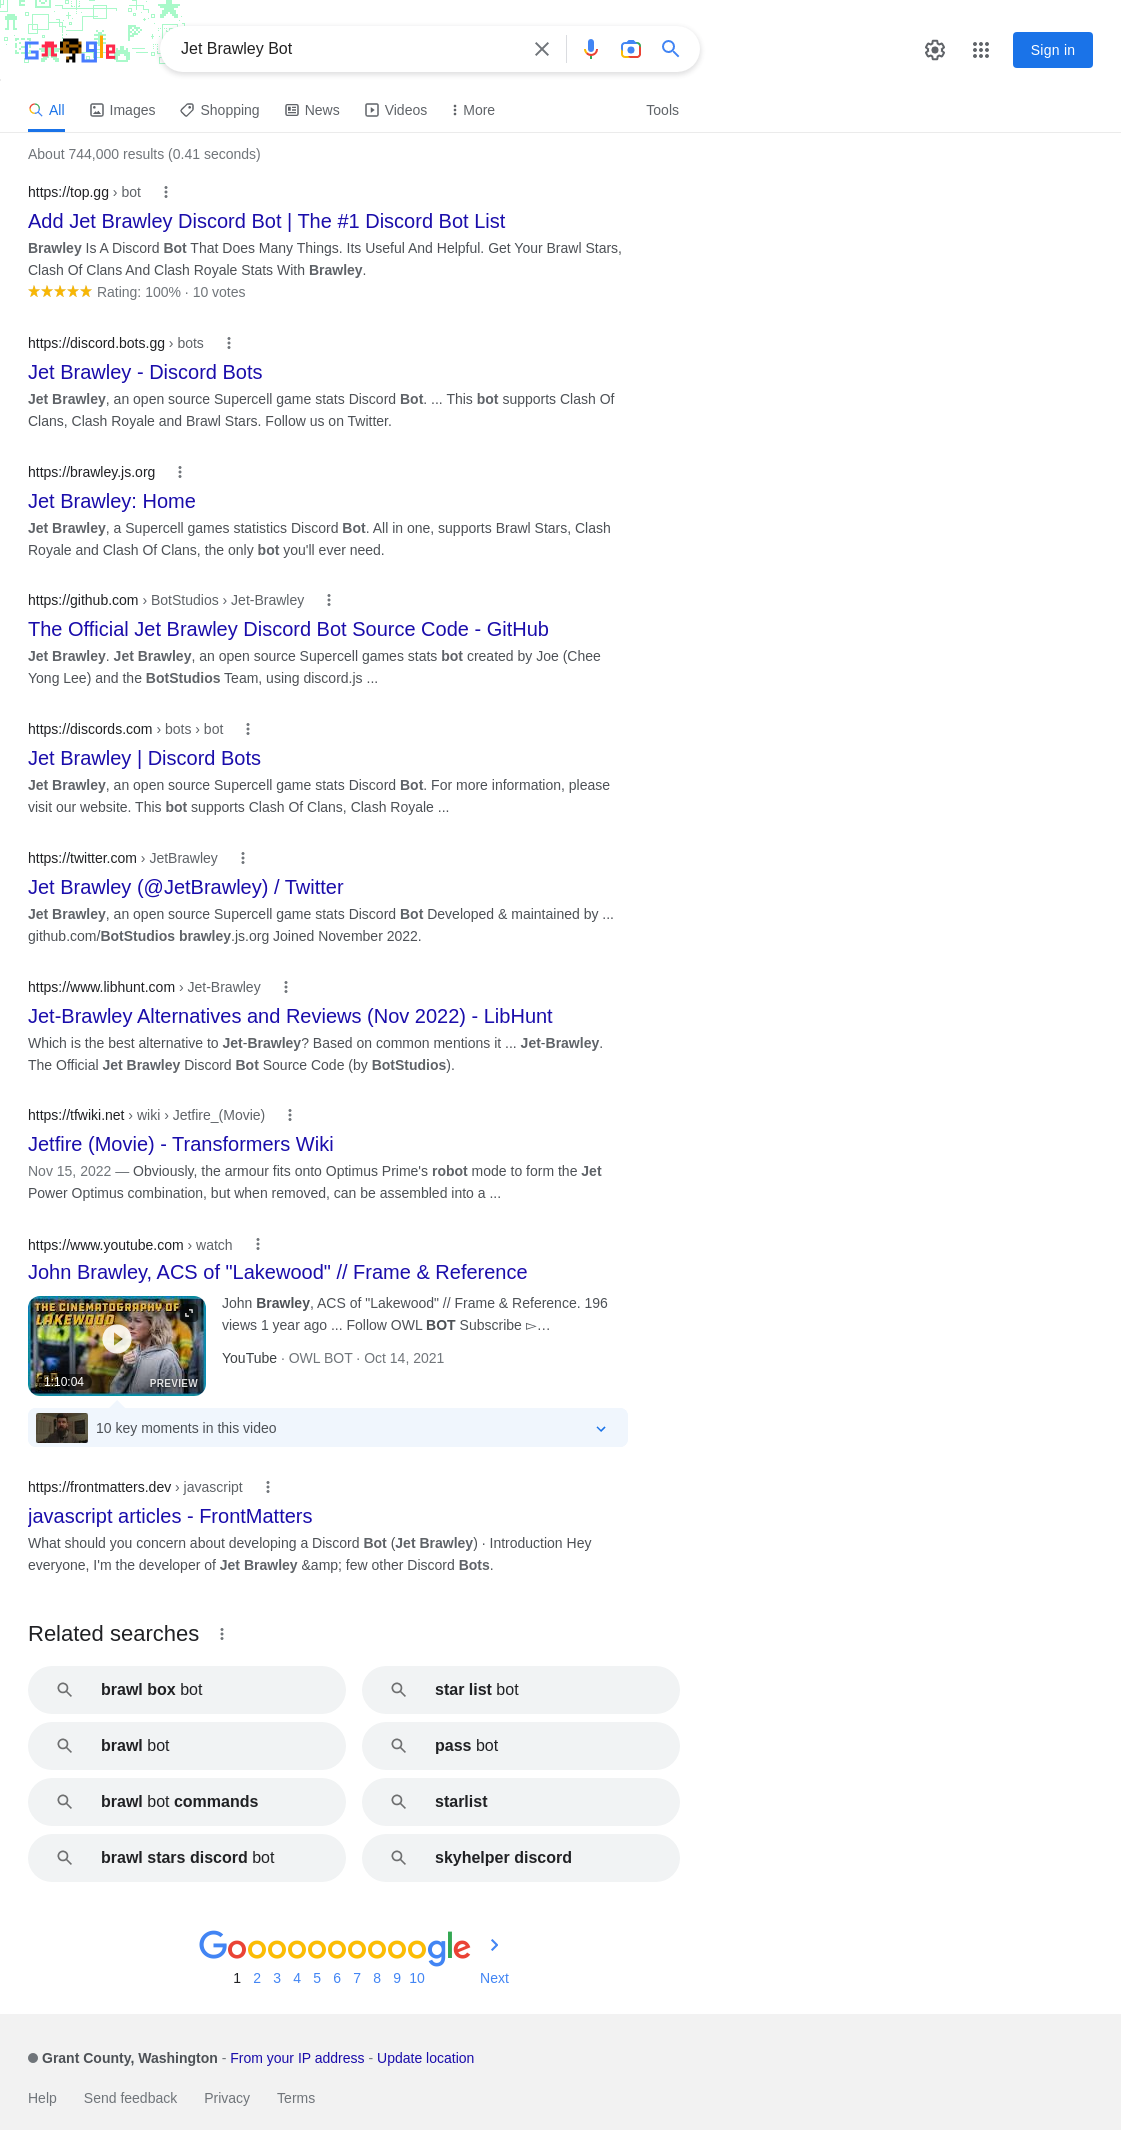 Jet Brawley Bot
Sign in
All
Images
Shopping
News
Videos
More
Tools
About 744,000 results (0.41 seconds)
https://top.gg › bot
Add Jet Brawley Discord Bot | The #1 Discord Bot List
Brawley Is A Discord Bot That Does Many Things. Its Useful And Helpful. Get Your Brawl Stars,
Clash Of Clans And Clash Royale Stats With Brawley.
Rating: 100% · 10 votes
https://discord.bots.gg › bots
Jet Brawley - Discord Bots
Jet Brawley, an open source Supercell game stats Discord Bot. ... This bot supports Clash Of
Clans, Clash Royale and Brawl Stars. Follow us on Twitter.
https://brawley.js.org
Jet Brawley: Home
Jet Brawley, a Supercell games statistics Discord Bot. All in one, supports Brawl Stars, Clash
Royale and Clash Of Clans, the only bot you'll ever need.
https://github.com › BotStudios › Jet-Brawley
The Official Jet Brawley Discord Bot Source Code - GitHub
Jet Brawley. Jet Brawley, an open source Supercell games stats bot created by Joe (Chee
Yong Lee) and the BotStudios Team, using discord.js ...
https://discords.com › bots › bot
Jet Brawley | Discord Bots
Jet Brawley, an open source Supercell game stats Discord Bot. For more information, please
visit our website. This bot supports Clash Of Clans, Clash Royale ...
https://twitter.com › JetBrawley
Jet Brawley (@JetBrawley) / Twitter
Jet Brawley, an open source Supercell game stats Discord Bot Developed & maintained by ...
github.com/BotStudios brawley.js.org Joined November 2022.
https://www.libhunt.com › Jet-Brawley
Jet-Brawley Alternatives and Reviews (Nov 2022) - LibHunt
Which is the best alternative to Jet-Brawley? Based on common mentions it ... Jet-Brawley.
The Official Jet Brawley Discord Bot Source Code (by BotStudios).
https://tfwiki.net › wiki › Jetfire_(Movie)
Jetfire (Movie) - Transformers Wiki
Nov 15, 2022 — Obviously, the armour fits onto Optimus Prime's robot mode to form the Jet
Power Optimus combination, but when removed, can be assembled into a ...
https://www.youtube.com › watch
John Brawley, ACS of "Lakewood" // Frame & Reference
THE CINEMATOGRAPHY OF
LAKEWOOD
1:10:04
PREVIEW
John Brawley, ACS of "Lakewood" // Frame & Reference. 196
views 1 year ago ... Follow OWL BOT Subscribe ▻…
YouTube · OWL BOT · Oct 14, 2021
10 key moments in this video
https://frontmatters.dev › javascript
javascript articles - FrontMatters
What should you concern about developing a Discord Bot (Jet Brawley) · Introduction Hey
everyone, I'm the developer of Jet Brawley &amp; few other Discord Bots.
Related searches
brawl box bot
star list bot
brawl bot
pass bot
brawl bot commands
starlist
brawl stars discord bot
skyhelper discord
Goooooooooogle
1 2 3 4 5 6 7 8 9 10 Next
Grant County, Washington - From your IP address - Update location
Help Send feedback Privacy Terms